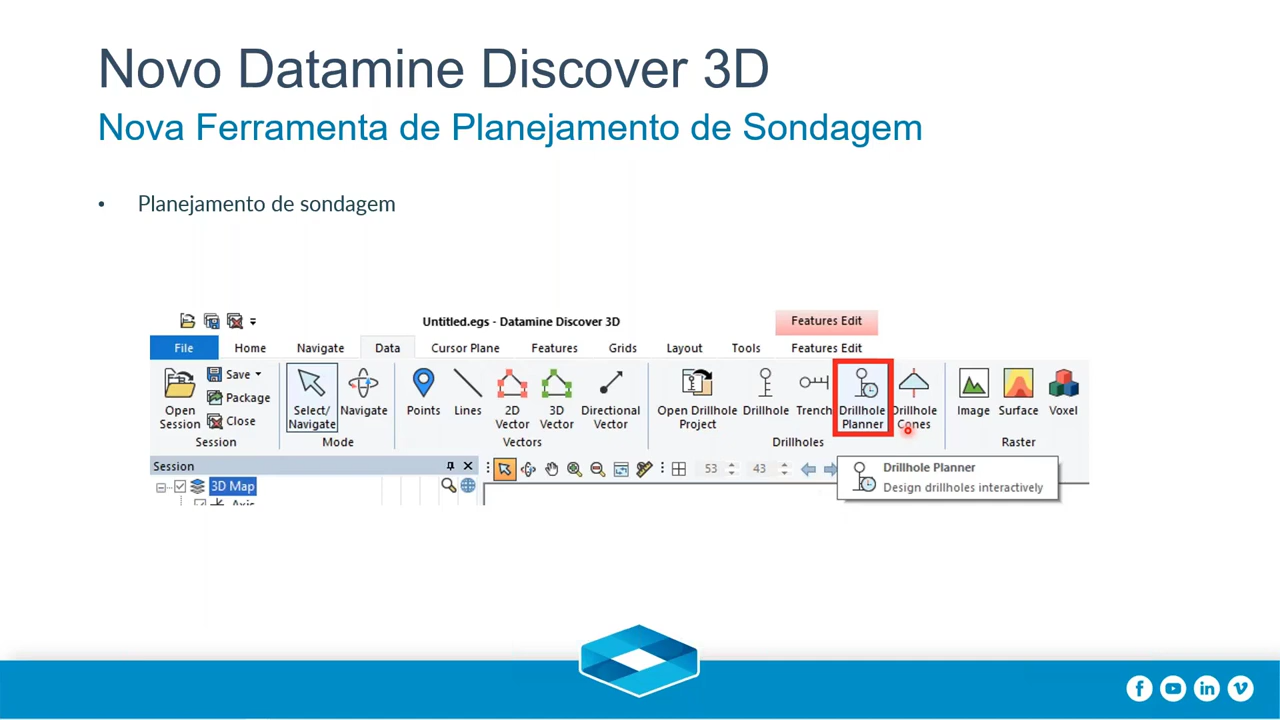 Novo Datamine Discover 3D
Nova Ferramenta de Planejamento de Sondagem
• Planejamento de sondagem
Untitled.egs - Datamine Discover 3D
Features Edit
File Home Navigate Data Cursor Plane Features Grids Layout Tools Features Edit
Open Session
Save
Package
Close
Session
Select/ Navigate
Navigate
Mode
Points
Lines
2D Vector
3D Vector
Directional Vector
Vectors
Open Drillhole Project
Drillhole
Trench
Drillhole Planner
Drillhole Cones
Drillholes
Image
Surface
Voxel
Raster
Session
53 43
3D Map
Axis
Drillhole Planner
Design drillholes interactively